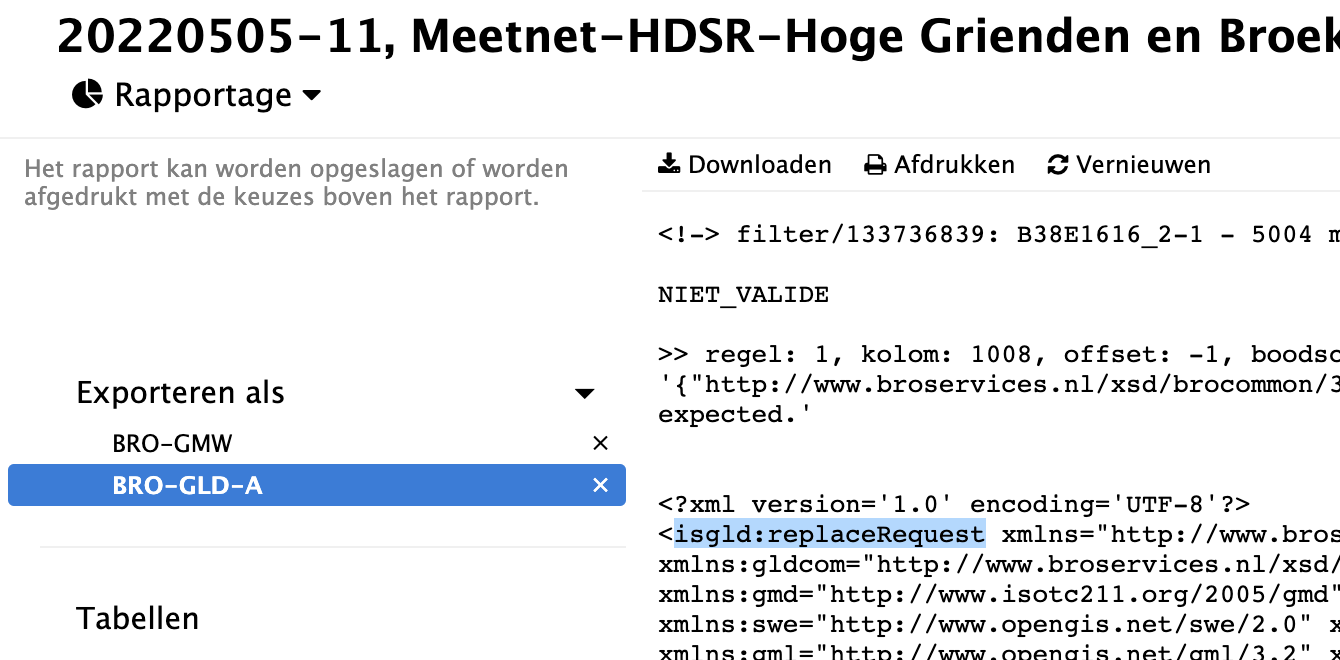 20220505-11, Meetnet-HDSR-Hoge Grienden en Broek
Rapportage
Het rapport kan worden opgeslagen of worden
afgedrukt met de keuzes boven het rapport.
Exporteren als
BRO-GMW ×
BRO-GLD-A ×
Tabellen
Downloaden Afdrukken Vernieuwen
<!-> filter/133736839: B38E1616_2-1 - 5004 m
NIET_VALIDE
>> regel: 1, kolom: 1008, offset: -1, boodsc
'{"http://www.broservices.nl/xsd/brocommon/3
expected.'
<?xml version='1.0' encoding='UTF-8'?>
<isgld:replaceRequest xmlns="http://www.bros
xmlns:gldcom="http://www.broservices.nl/xsd/
xmlns:gmd="http://www.isotc211.org/2005/gmd"
xmlns:swe="http://www.opengis.net/swe/2.0" x
xmlns:gml="http://www.opengis.net/gml/3.2" x